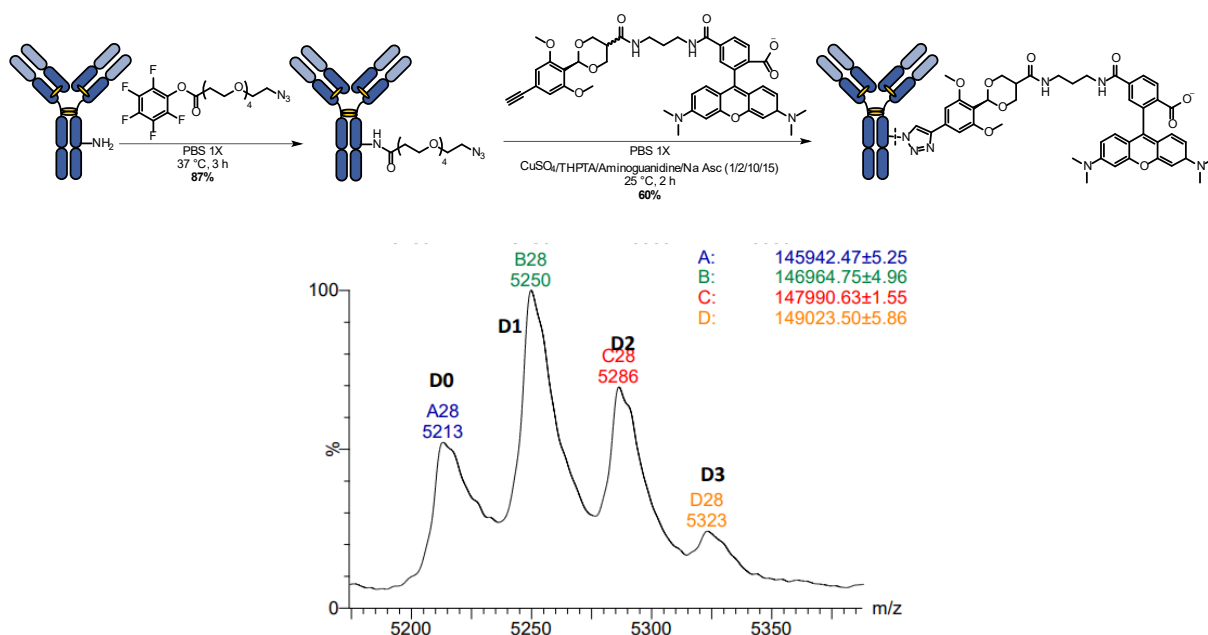 F
F
F
F
F
O
O
O
4
N3
NH2
PBS 1X
37 °C, 3 h
87%
NH
O
O
4
N3
O
O
O
O
O
N
H
N
H
O
O
O-
N
O
N
PBS 1X
CuSO4/THPTA/Aminoguanidine/Na Asc (1/2/10/15)
25 °C, 2 h
60%
N
N=N
O
O
O
O
O
N
H
N
H
O
O
O-
N
O
N
B28
5250
A: 145942.47±5.25
B: 146964.75±4.96
C: 147990.63±1.55
D: 149023.50±5.86
100
D1
D2
C28
5286
D0
A28
5213
%
D3
D28
5323
0
5200 5250 5300 5350 m/z